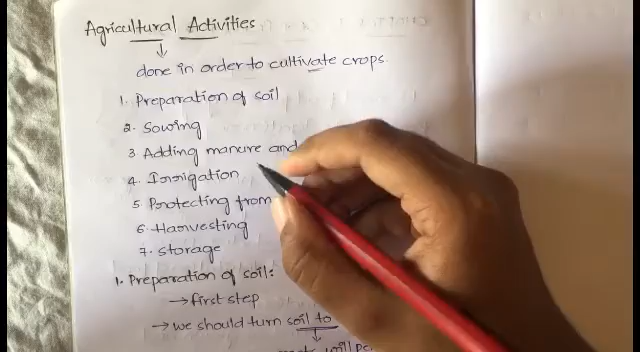 Agricultural Activities
↓
done in order to cultivate crops.
1. Preparation of soil
2. Sowing
3 Adding manure and
4. Irrigation
5. Protecting from
6. Harvesting
7. Storage
1. Preparation of soil:
→ first step
→ we should turn soil to
↓
will